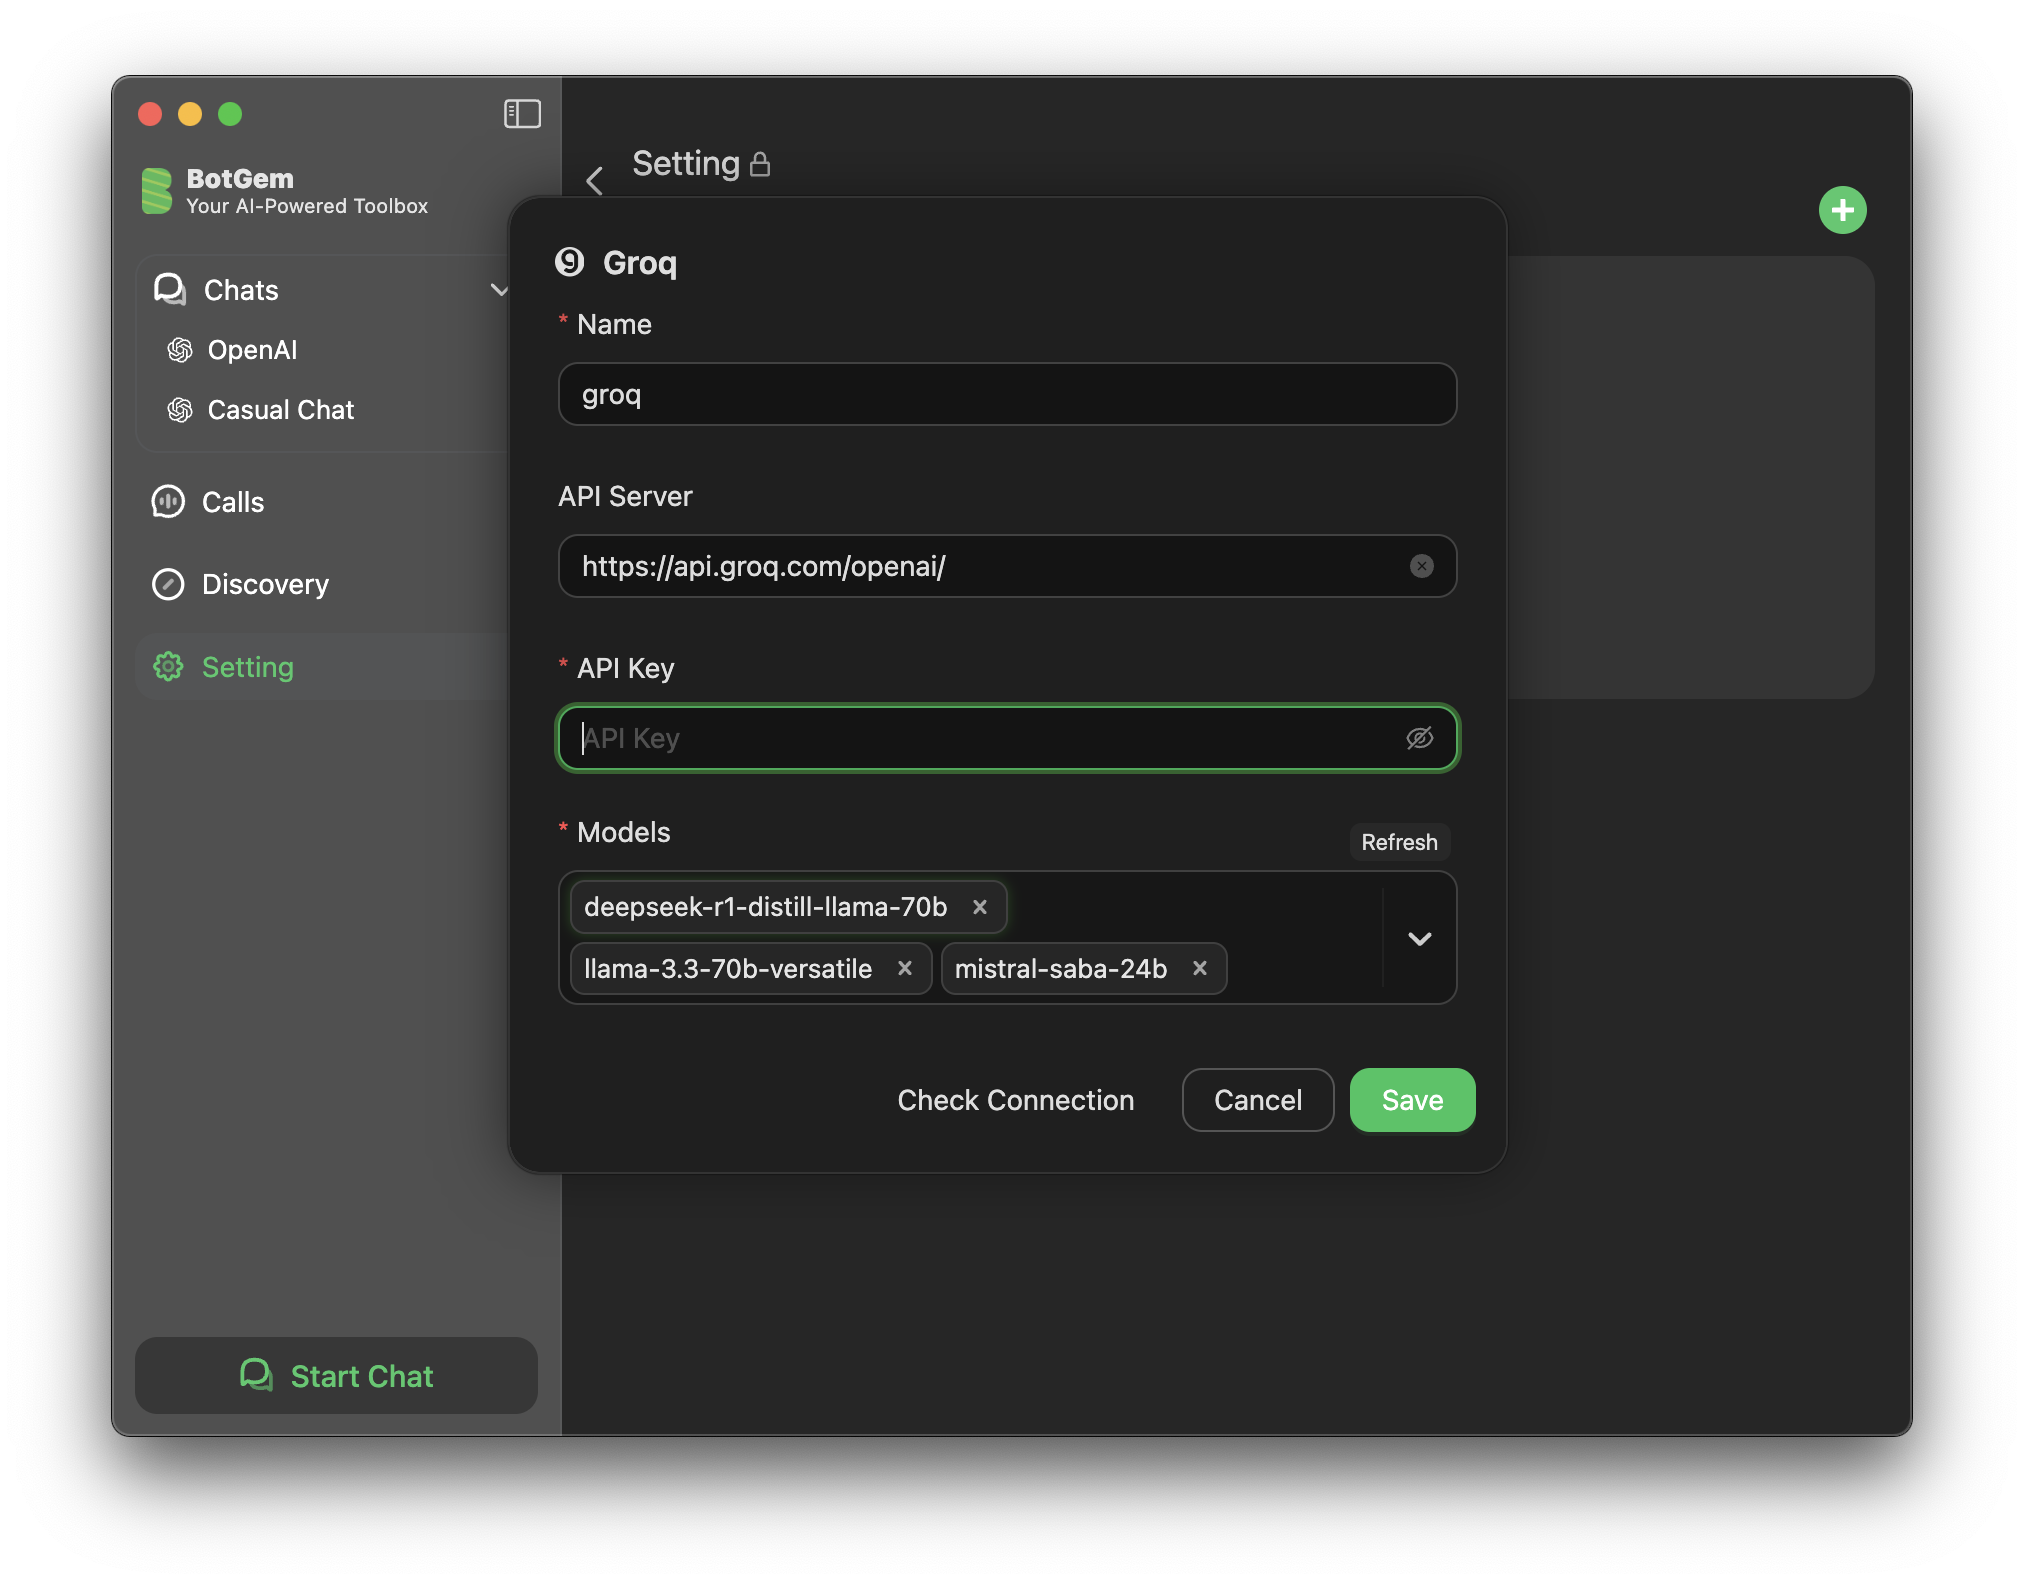 BotGem
Your AI-Powered Toolbox
Chats
OpenAI
Casual Chat
Calls
Discovery
Setting
Start Chat
Setting
Groq
* Name
groq
API Server
https://api.groq.com/openai/
* API Key
API Key
* Models
Refresh
deepseek-r1-distill-llama-70b ×
llama-3.3-70b-versatile × mistral-saba-24b ×
Check Connection Cancel Save